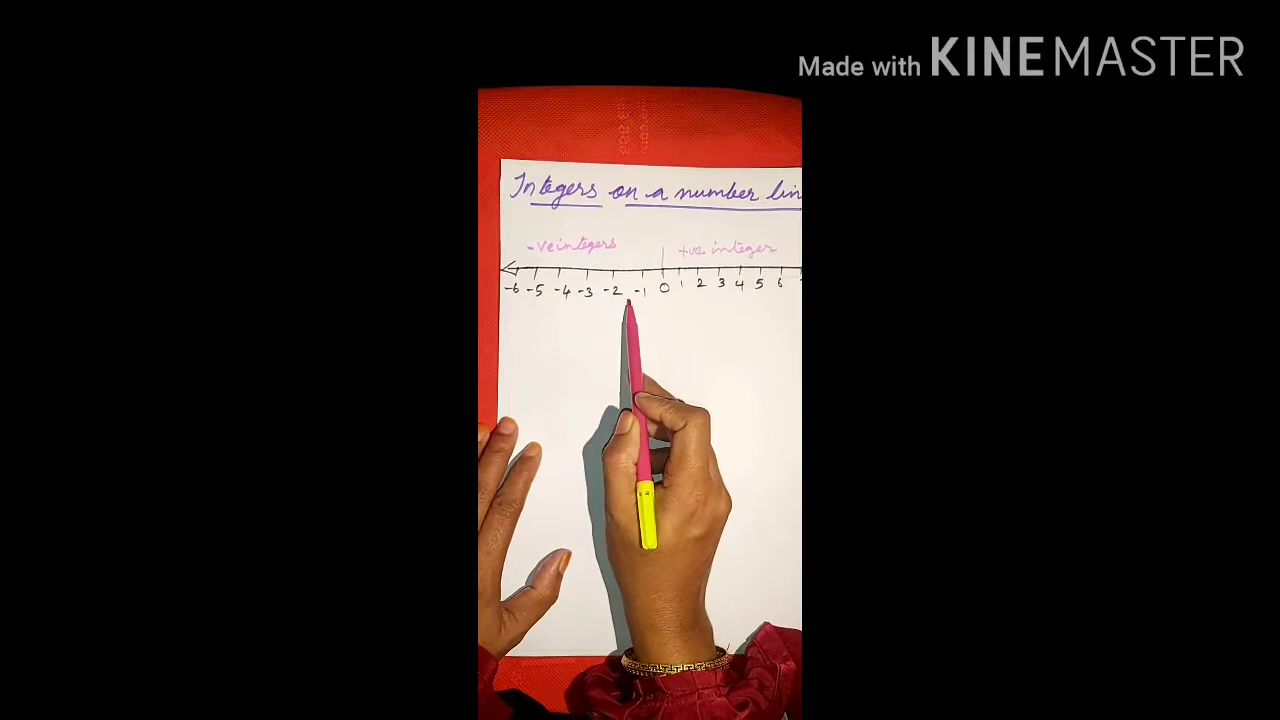 Made with KINEMASTER
Integers on a number lin
-ve integers +ve integer
-6 -5 -4 -3 -2 -1 0 1 2 3 4 5 6